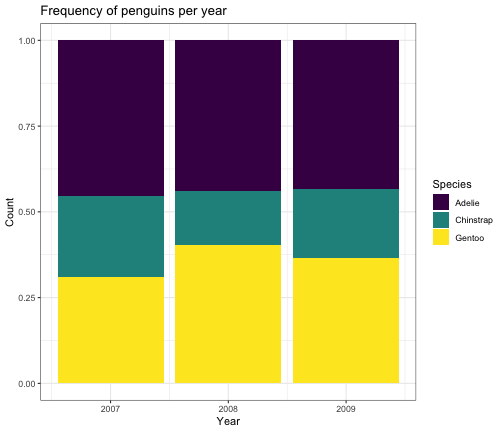 Frequency of penguins per year
1.00
0.75
0.50
0.25
0.00
Count
2007 2008 2009
Year
Species
Adelie
Chinstrap
Gentoo